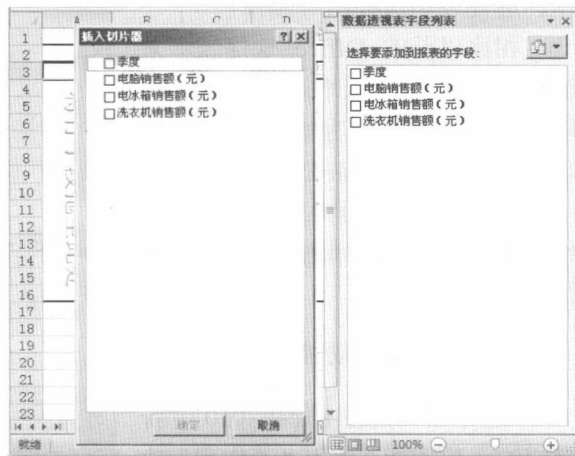 A B C D
插入切片器
季度
电脑销售额(元)
电冰箱销售额(元)
洗衣机销售额(元)
确定
取消
数据透视表字段列表
选择要添加到报表的字段:
季度
电脑销售额(元)
电冰箱销售额(元)
洗衣机销售额(元)
1
2
3
4
5
6
7
8
9
10
11
12
13
14
15
16
17
18
19
20
21
22
23
就绪
100%